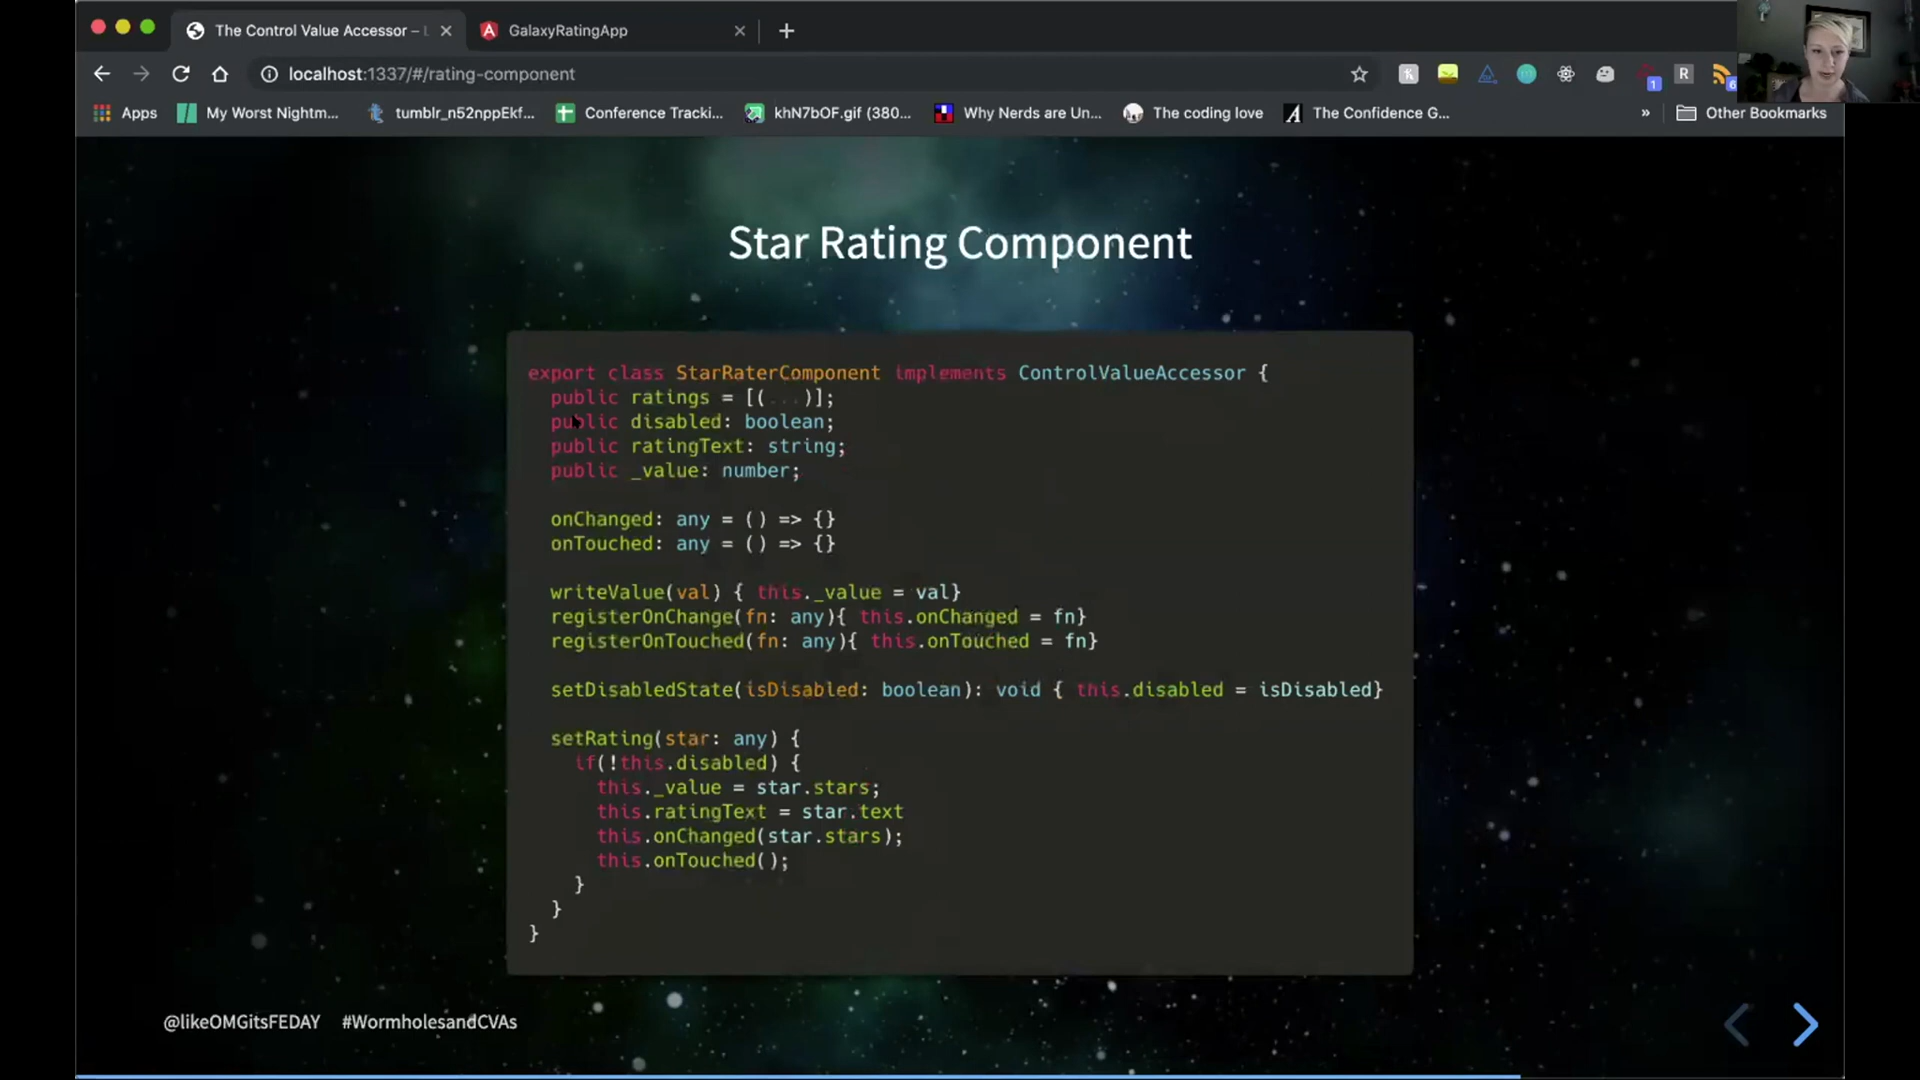 The Control Value Accessor – L
GalaxyRatingApp
localhost:1337/#/rating-component
1
R
6
Apps
My Worst Nightm...
tumblr_n52nppEkf...
Conference Tracki...
khN7bOF.gif (380...
Why Nerds are Un...
The coding love
The Confidence G...
»
Other Bookmarks
Star Rating Component
export class StarRaterComponent implements ControlValueAccessor {
public ratings = [(...)];
public disabled: boolean;
public ratingText: string;
public _value: number;
onChanged: any = () => {}
onTouched: any = () => {}
writeValue(val) { this._value = val}
registerOnChange(fn: any){ this.onChanged = fn}
registerOnTouched(fn: any){ this.onTouched = fn}
setDisabledState(isDisabled: boolean): void { this.disabled = isDisabled}
setRating(star: any) {
if(!this.disabled) {
this._value = star.stars;
this.ratingText = star.text
this.onChanged(star.stars);
this.onTouched();
}
}
}
@likeOMGitsFEDAY #WormholesandCVAs